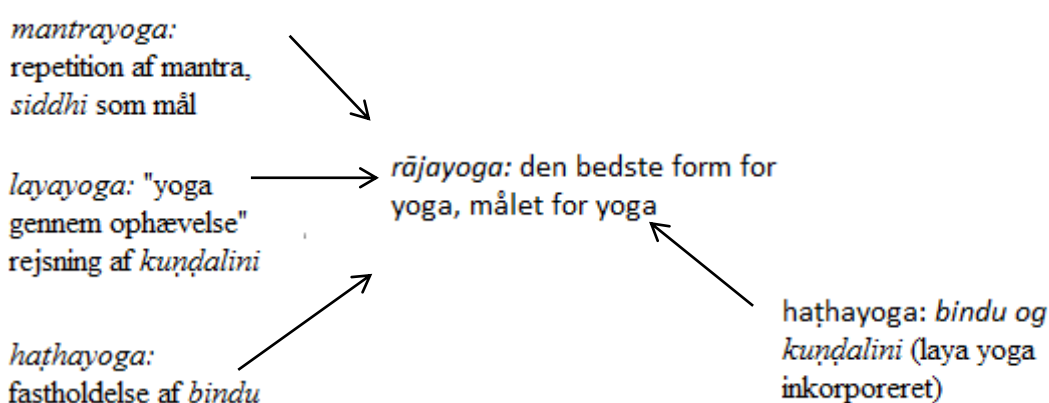 mantrayoga:
repetition af mantra,
siddhi som mål
layayoga: "yoga
gennem ophævelse"
rejsning af kuṇḍalini
haṭhayoga:
fastholdelse af bindu
rājayoga: den bedste form for
yoga, målet for yoga
haṭhayoga: bindu og
kuṇḍalini (laya yoga
inkorporeret)